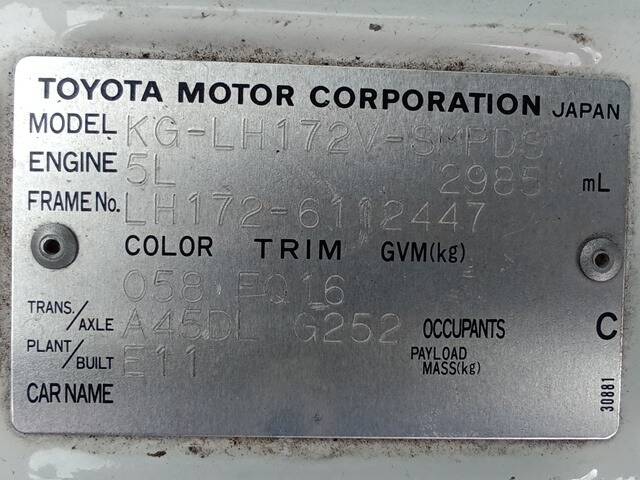 TOYOTA MOTOR CORPORATION JAPAN
MODEL KG-LH172V-SMPDS
ENGINE 5L 2985 mL
FRAME No. LH172-6112447
COLOR TRIM GVM(kg)
058 FQ16
TRANS./AXLE A45DL G252 OCCUPANTS C
PLANT/BUILT E11 PAYLOAD MASS(kg)
CAR NAME
30881